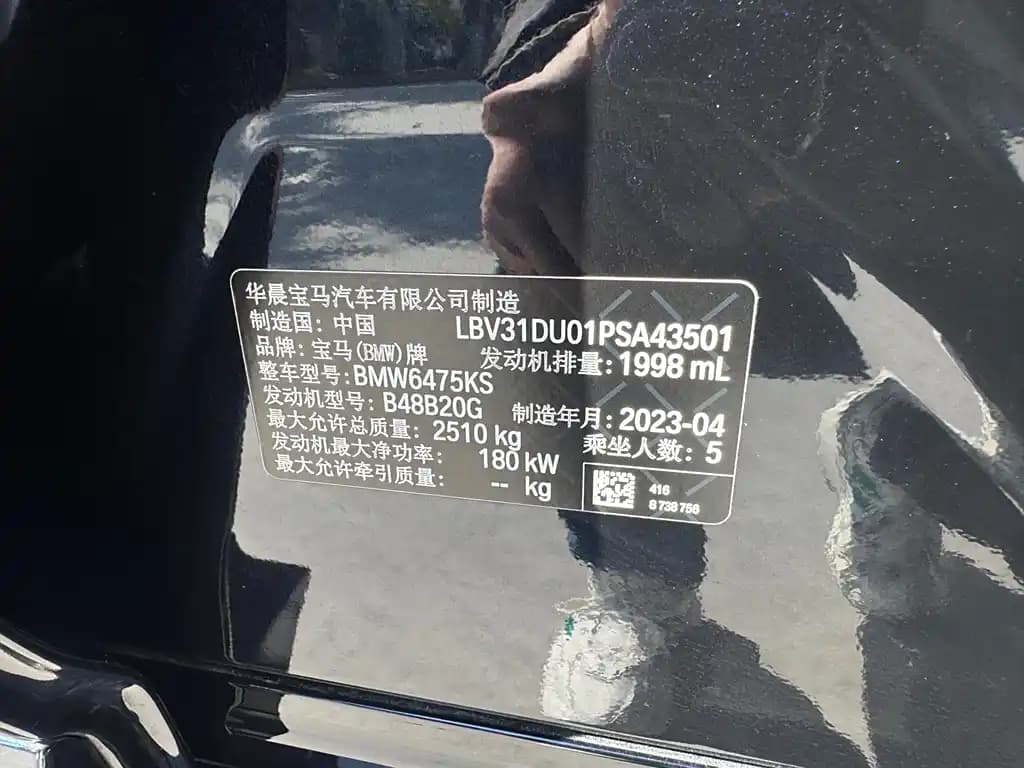 华晨宝马汽车有限公司制造
制造国：中国 LBV31DU01PSA43501
品牌：宝马(BMW)牌 发动机排量：1998 mL
整车型号：BMW6475KS
发动机型号：B48B20G 制造年月：2023-04
最大允许总质量：2510 kg 乘坐人数：5
发动机最大净功率：180 kW
最大允许牵引质量：-- kg
416
8738756